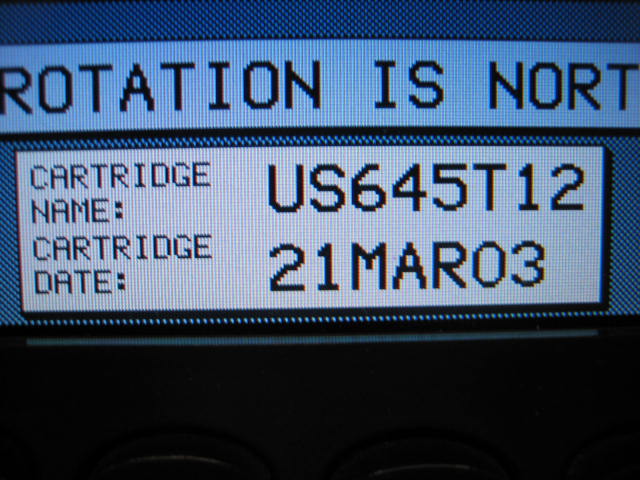 ROTATION IS NORT
CARTRIDGE NAME: US645T12
CARTRIDGE DATE: 21MAR03